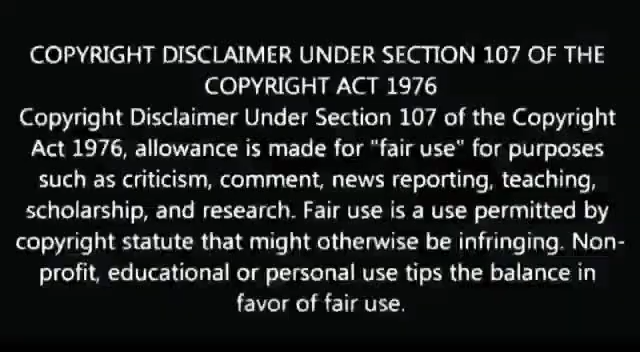 COPYRIGHT DISCLAIMER UNDER SECTION 107 OF THE
COPYRIGHT ACT 1976
Copyright Disclaimer Under Section 107 of the Copyright
Act 1976, allowance is made for "fair use" for purposes
such as criticism, comment, news reporting, teaching,
scholarship, and research. Fair use is a use permitted by
copyright statute that might otherwise be infringing. Non-
profit, educational or personal use tips the balance in
favor of fair use.